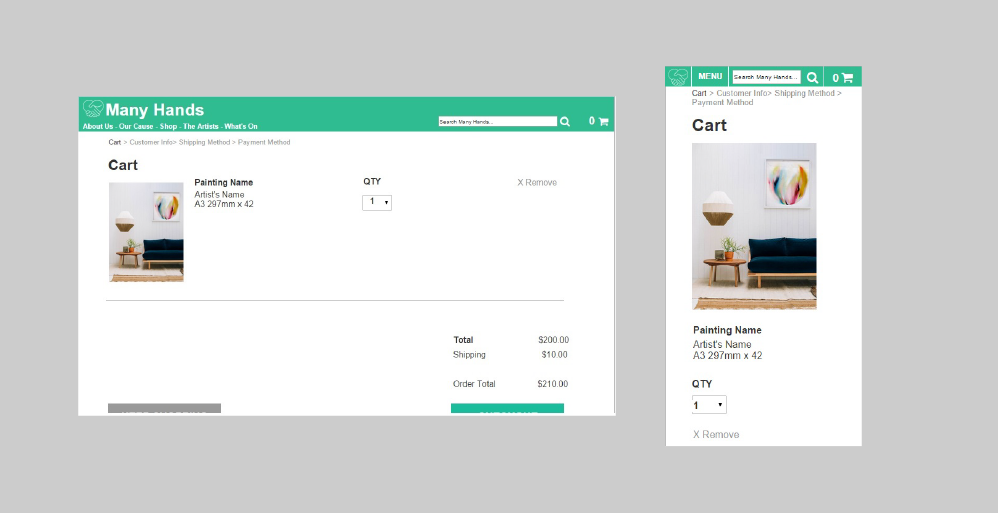 Many Hands
About Us - Our Cause - Shop - The Artists - What's On
Search Many Hands...
0
Cart > Customer Info> Shipping Method > Payment Method
Cart
Painting Name
Artist's Name
A3 297mm x 42
QTY
1
X Remove
Total $200.00
Shipping $10.00
Order Total $210.00
MENU
Search Many Hands...
0
Cart > Customer Info> Shipping Method >
Payment Method
Cart
Painting Name
Artist's Name
A3 297mm x 42
QTY
1
X Remove